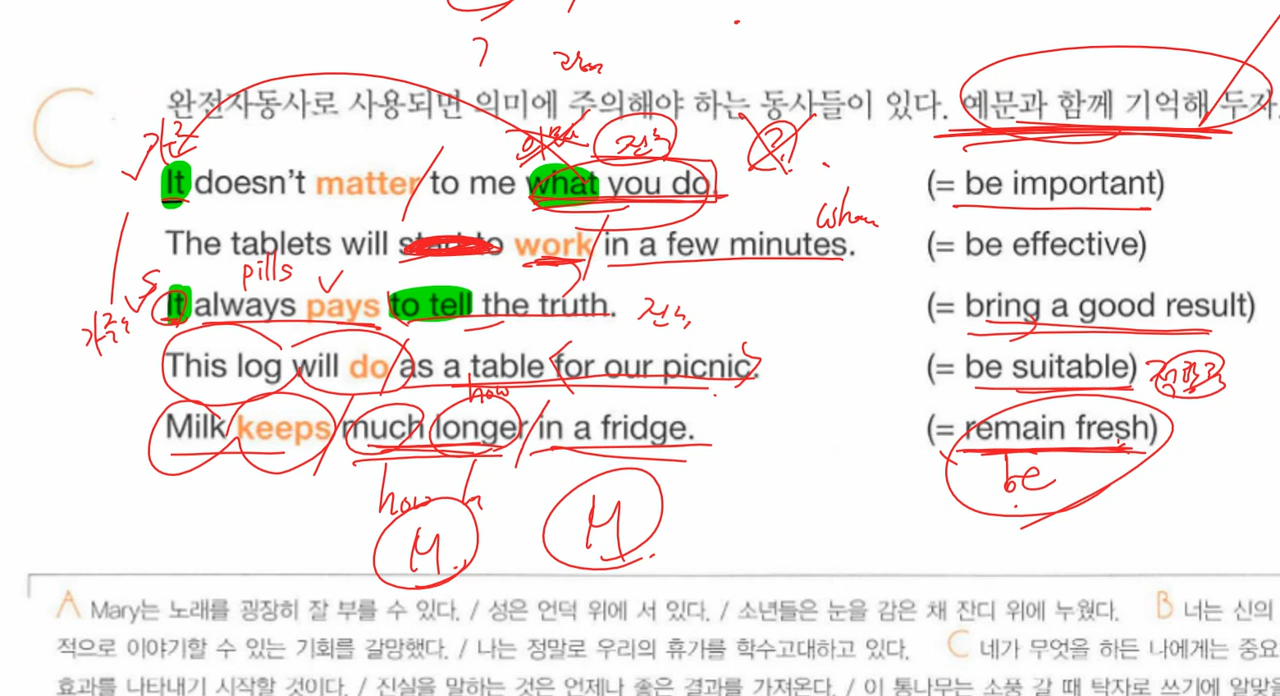 C 완전자동사로 사용되면 의미에 주의해야 하는 동사들이 있다. 예문과 함께 기억해 두자.
가주 진주
It doesn't matter to me what you do. (= be important)
when
The tablets will to work in a few minutes. (= be effective)
pills S
It always pays to tell the truth. (= bring a good result)
This log will do as a table for our picnic. (= be suitable)
how
Milk keeps much longer in a fridge. (= remain fresh)
be
how
M M
A Mary는 노래를 굉장히 잘 부를 수 있다. / 성은 언덕 위에 서 있다. / 소년들은 눈을 감은 채 잔디 위에 누웠다. B 너는 신의
적으로 이야기할 수 있는 기회를 갈망했다. / 나는 정말로 우리의 휴가를 학수고대하고 있다. C 네가 무엇을 하든 나에게는 중요
효과를 나타내기 시작할 것이다. / 진실을 말하는 것은 언제나 좋은 결과를 가져온다. / 이 통나무는 소풍 갈 때 탁자로 쓰기에 알맞은